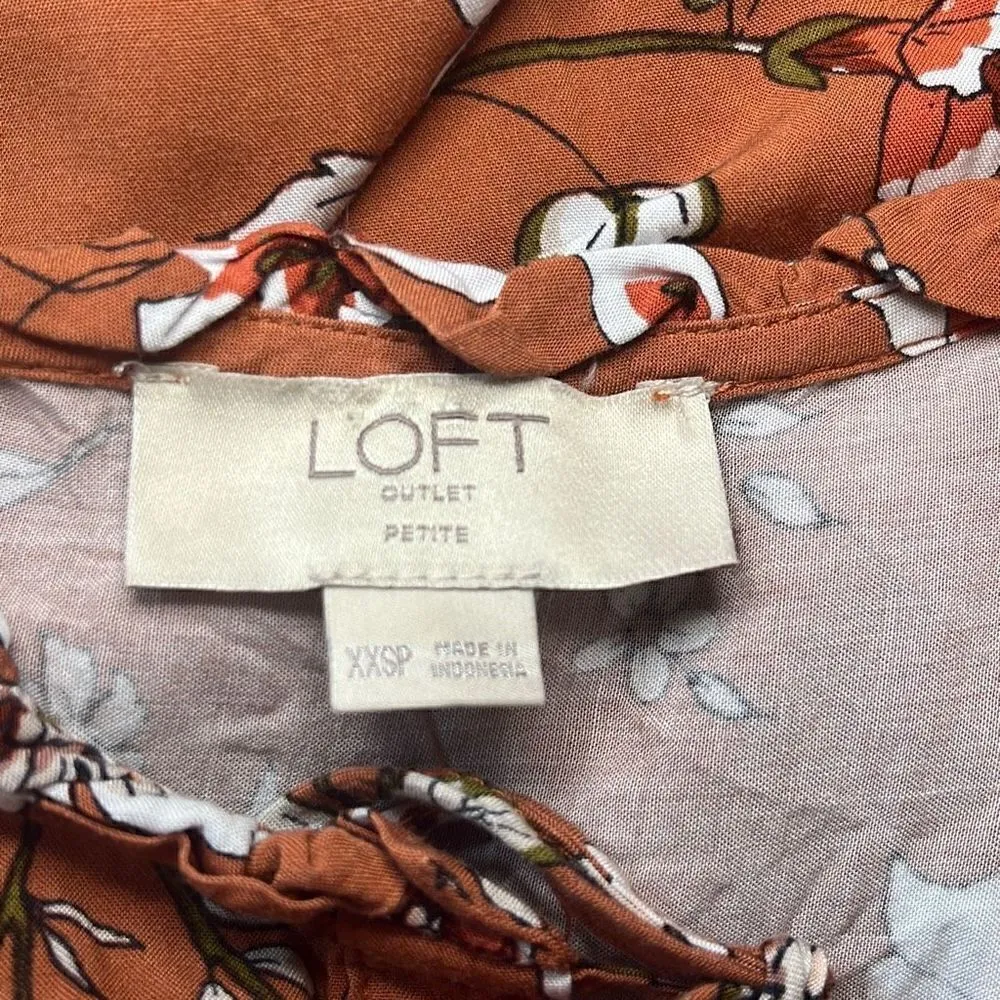 LOFT
OUTLET
PETITE
XXSP MADE IN
INDONESIA